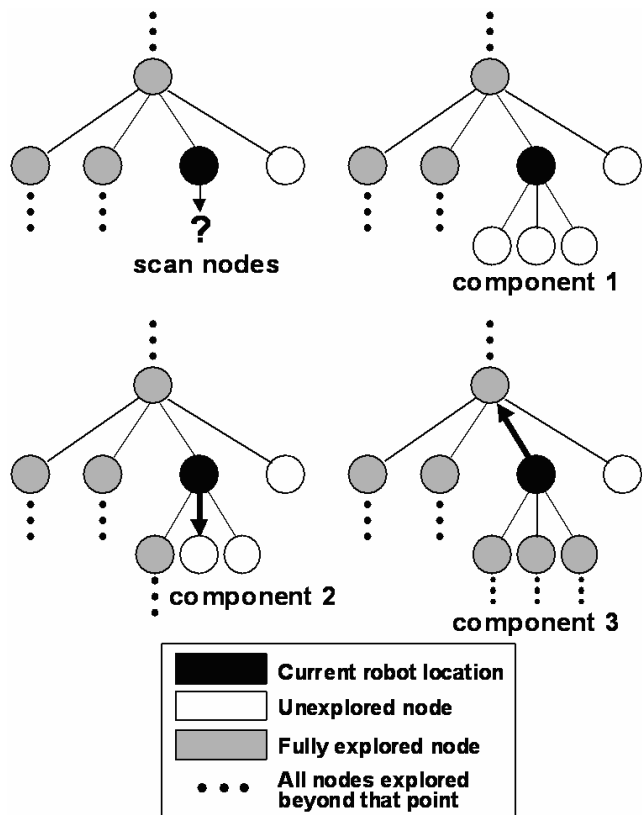 ?
scan nodes
component 1
component 2
component 3
Current robot location
Unexplored node
Fully explored node
All nodes explored
beyond that point